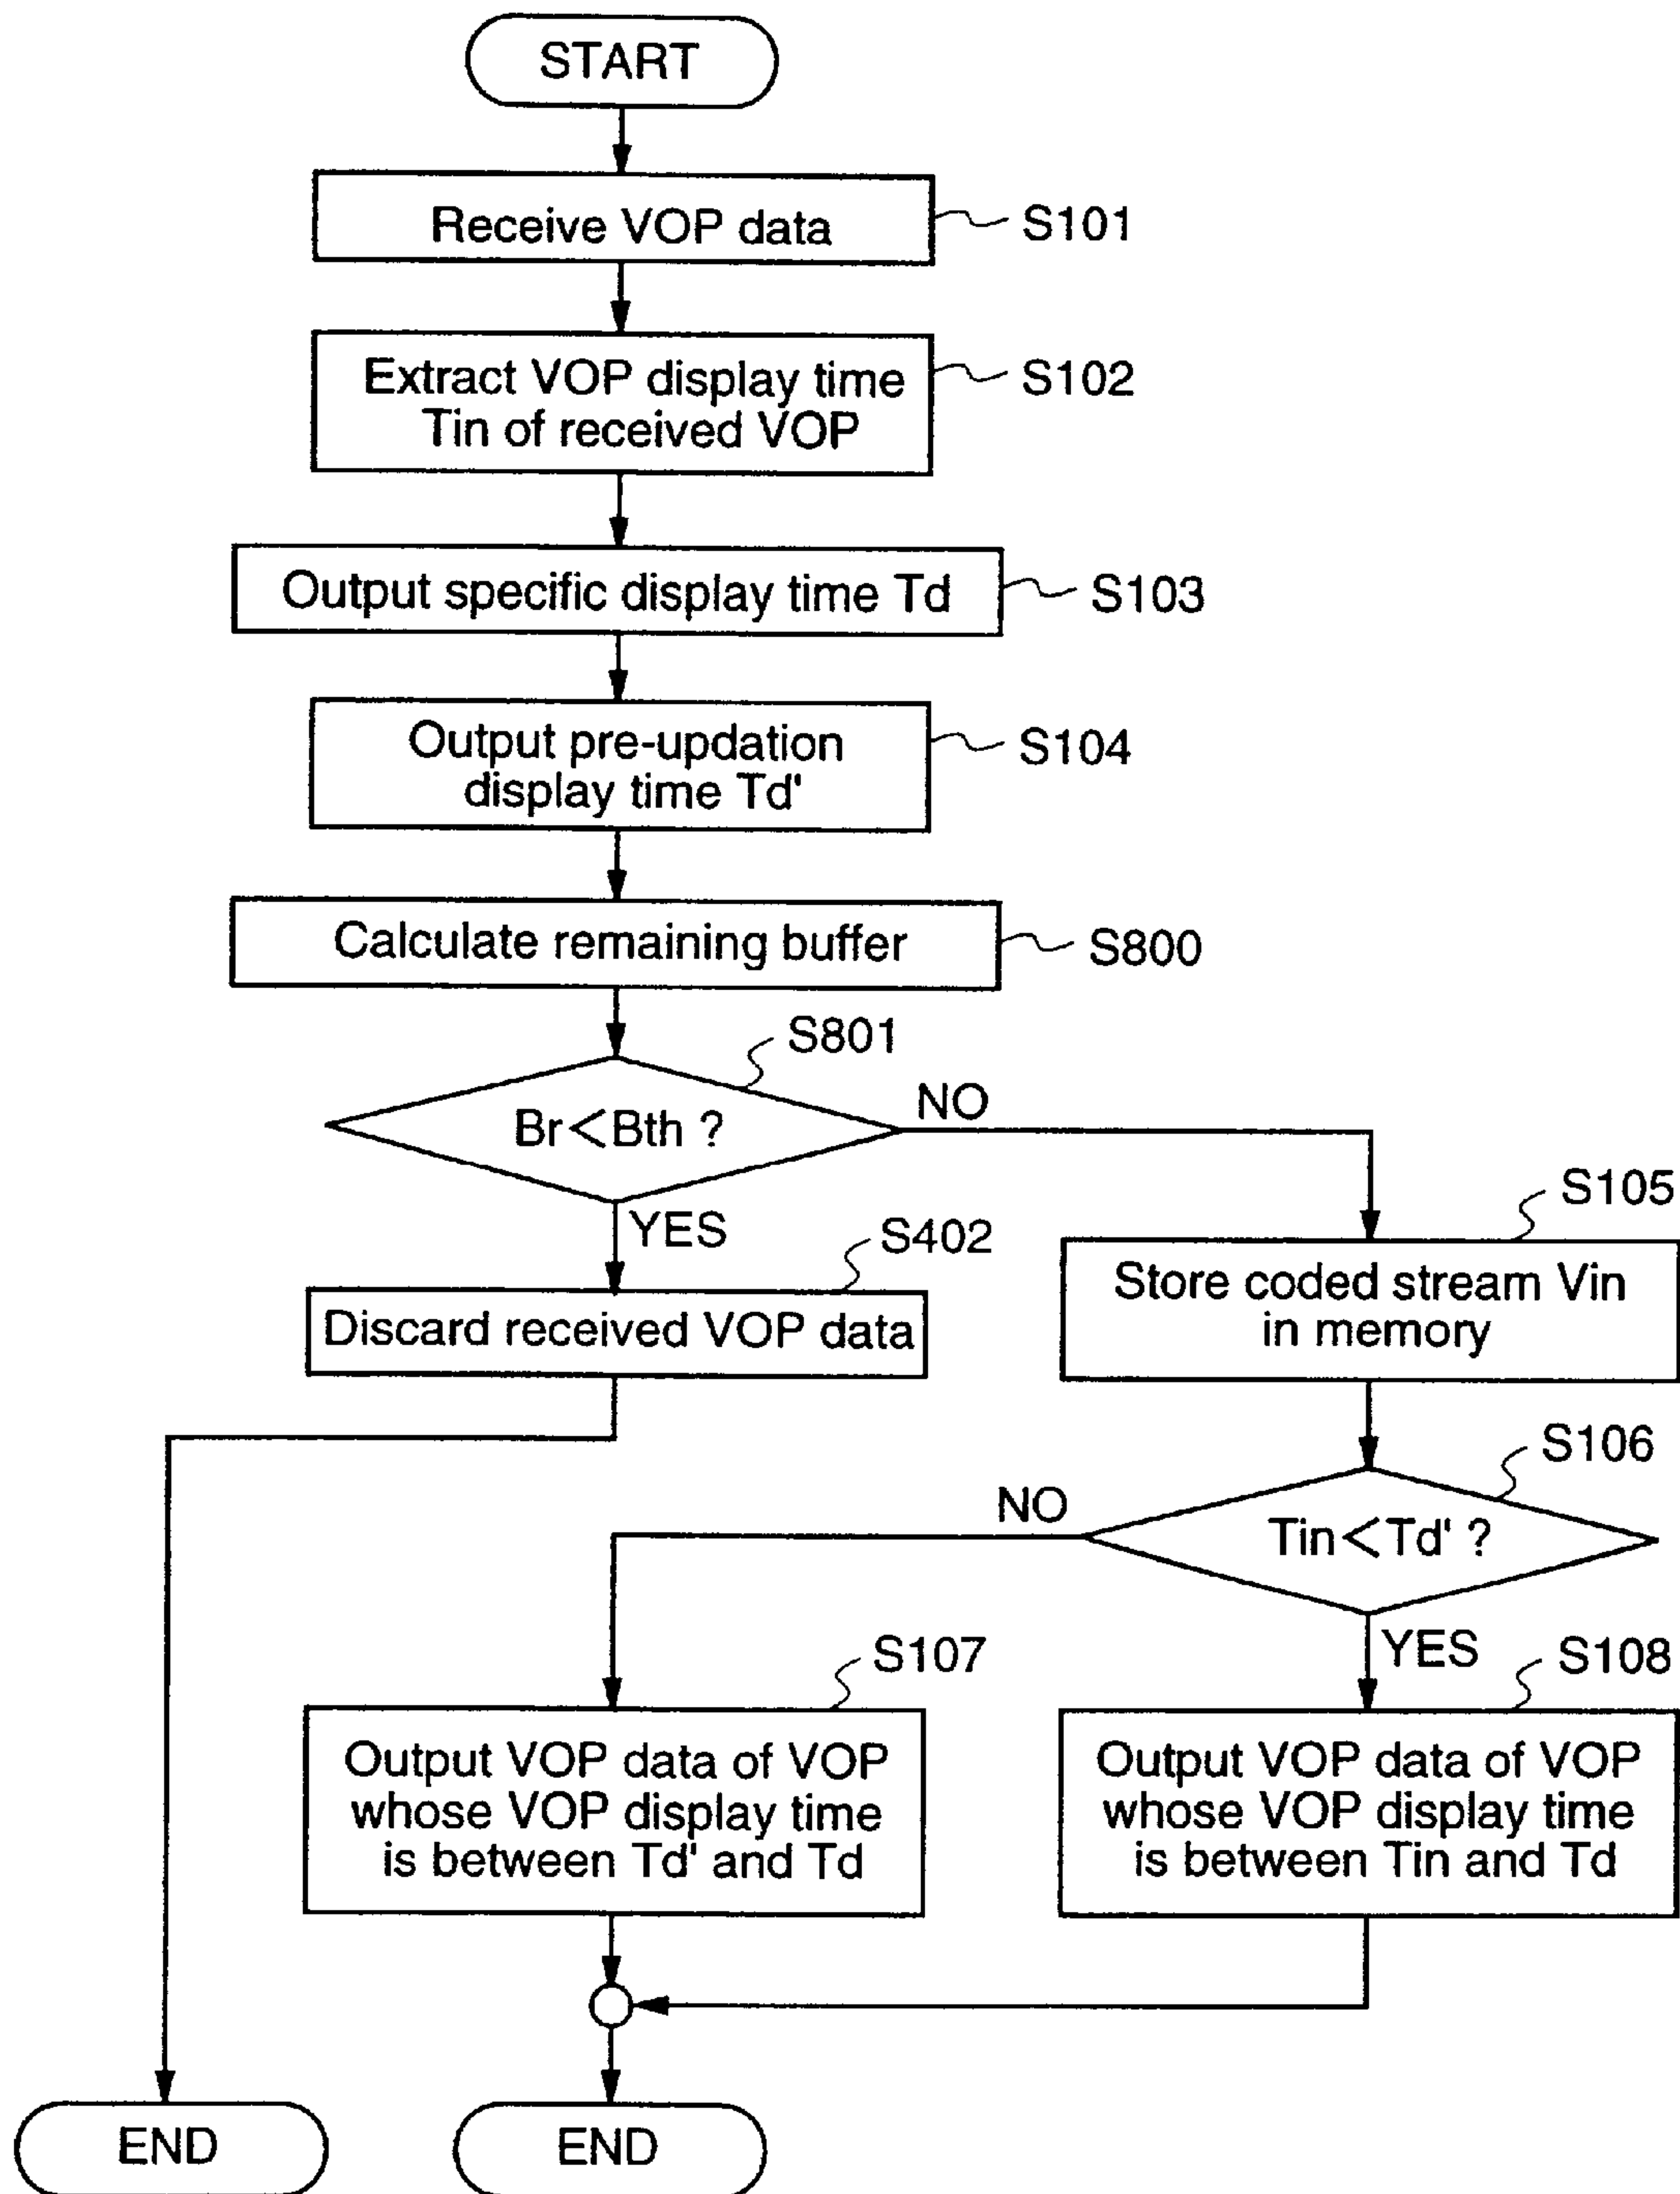 START
Receive VOP data
S101
Extract VOP display time
Tin of received VOP
S102
Output specific display time Td
S103
Output pre-updation
display time Td'
S104
Calculate remaining buffer
S800
S801
Br<Bth ?
NO
YES
S402
Discard received VOP data
S105
Store coded stream Vin
in memory
S106
Tin<Td' ?
NO
YES
S107
Output VOP data of VOP
whose VOP display time
is between Td' and Td
S108
Output VOP data of VOP
whose VOP display time
is between Tin and Td
END
END